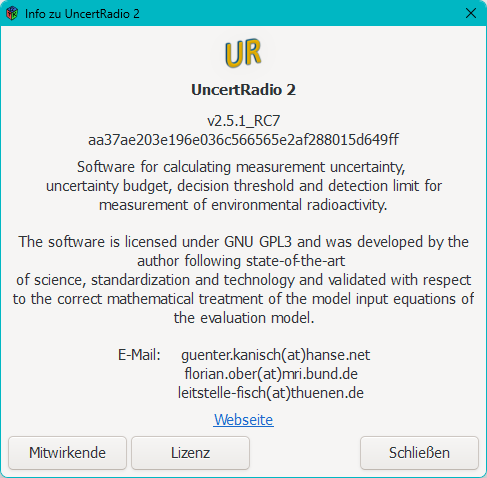 Info zu UncertRadio 2
UR
UncertRadio 2
v2.5.1_RC7
aa37ae203e196e036c566565e2af288015d649ff
Software for calculating measurement uncertainty,
uncertainty budget, decision threshold and detection limit for
measurement of environmental radioactivity.
The software is licensed under GNU GPL3 and was developed by the
author following state-of-the-art
of science, standardization and technology and validated with respect
to the correct mathematical treatment of the model input equations of
the evaluation model.
E-Mail: guenter.kanisch(at)hanse.net
florian.ober(at)mri.bund.de
leitstelle-fisch(at)thuenen.de
Webseite
Mitwirkende Lizenz Schließen